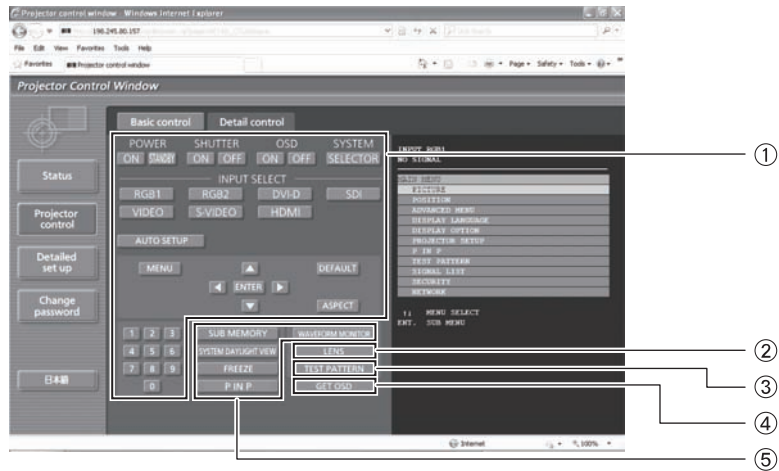 Projector control window - Windows Internet Explorer
198.245.80.157
File Edit View Favorites Tools Help
Favorites Projector control window
Page Safety Tools
Projector Control Window
Basic control Detail control
POWER SHUTTER OSD SYSTEM
ON STANDBY ON OFF ON OFF SELECTOR
INPUT SELECT
RGB1 RGB2 DVI-D SDI
VIDEO S-VIDEO HDMI
AUTO SETUP
MENU DEFAULT
ENTER
ASPECT
1 2 3 SUB MEMORY WAVEFORM MONITOR
4 5 6 SYSTEM DAYLIGHT VIEW LENS
7 8 9 FREEZE TEST PATTERN
0 P IN P GET OSD
Status
Projector
control
Detailed
set up
Change
password
日本語
INPUT RGB1
NO SIGNAL
MAIN MENU
PICTURE
POSITION
ADVANCED MENU
DISPLAY LANGUAGE
DISPLAY OPTION
PROJECTOR SETUP
P IN P
TEST PATTERN
SIGNAL LIST
SECURITY
NETWORK
MENU SELECT
ENT. SUB MENU
Internet 100%
①
②
③
④
⑤